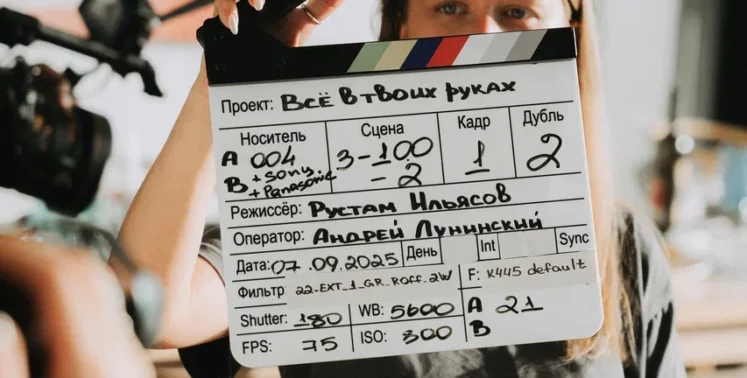 Проект: Всё в твоих руках
Носитель Сцена Кадр Дубль
A 004 3-100 1 2
B + Sony -2
+ Panasonic
Режиссёр: Рустам Ильясов
Оператор: Андрей Лунинский
Дата: 07.09.2025 День Int Sync
Фильтр 22_EXT_1_GR_ROFF_2W F: K445 default
Shutter: 180 WB: 5600 A 21
FPS: 75 ISO: 800 B